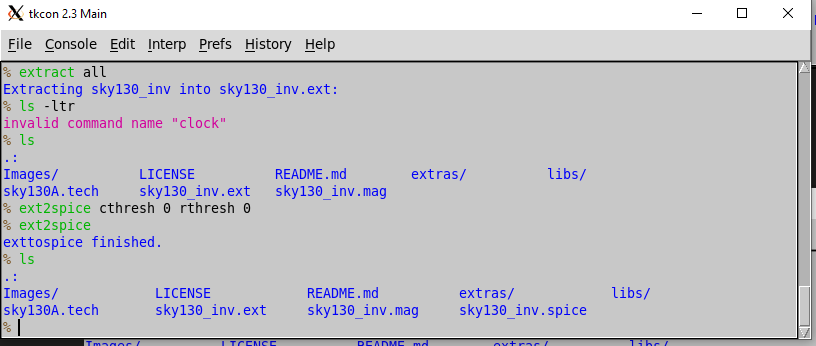 tkcon 2.3 Main
File Console Edit Interp Prefs History Help
% extract all
Extracting sky130_inv into sky130_inv.ext:
% ls -ltr
invalid command name "clock"
% ls
.:
Images/ LICENSE README.md extras/ libs/
sky130A.tech sky130_inv.ext sky130_inv.mag
% ext2spice cthresh 0 rthresh 0
% ext2spice
exttospice finished.
% ls
.:
Images/ LICENSE README.md extras/ libs/
sky130A.tech sky130_inv.ext sky130_inv.mag sky130_inv.spice
%
Images/ LICENSE README.md extras/ libs/